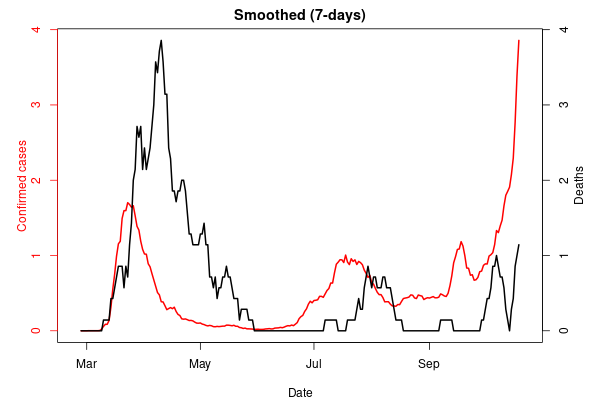 Smoothed (7-days)
Confirmed cases
0 1 2 3 4
0 1 2 3 4
Deaths
Mar May Jul Sep
Date